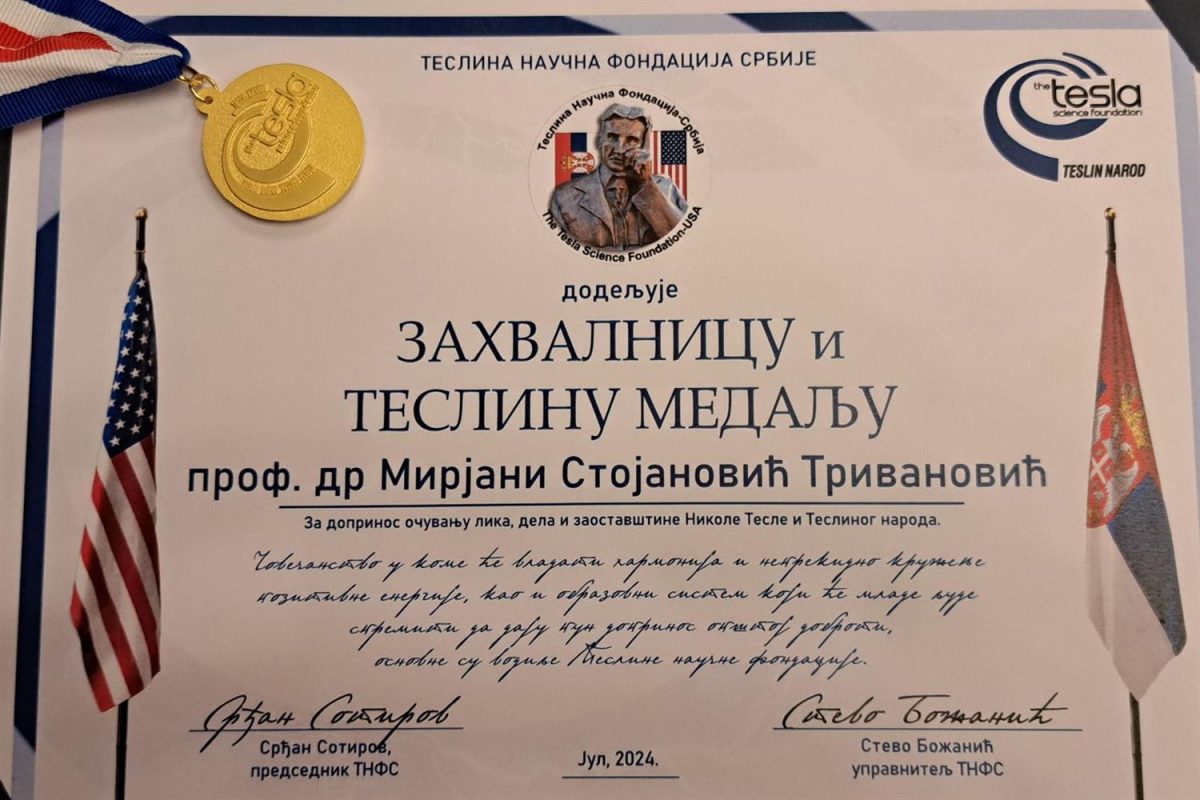 ТЕСЛИНА НАУЧНА ФОНДАЦИЈА СРБИЈЕ
the tesla
science foundation
TESLIN NAROD
the tesla
Теслина Научна Фондација-Србија
The Tesla Science Foundation-USA
додељује
ЗАХВАЛНИЦУ и
ТЕСЛИНУ МЕДАЉУ
проф. др Мирјани Стојановић Тривановић
За допринос очувању лика, дела и заоставштине Николе Тесле и Теслиног народа.
Човечанство у коме ће владати хармонија и непрекидно кружење
позитивне енергије, као и образовни систем који ће младе људе
спремити да дају пун допринос општој доброти,
основне су водиље Теслине научне фондације.
Срђан Сотиров
Стево Божанић
Срђан Сотиров,
председник ТНФС
Јул, 2024.
Стево Божанић
управнитељ ТНФС